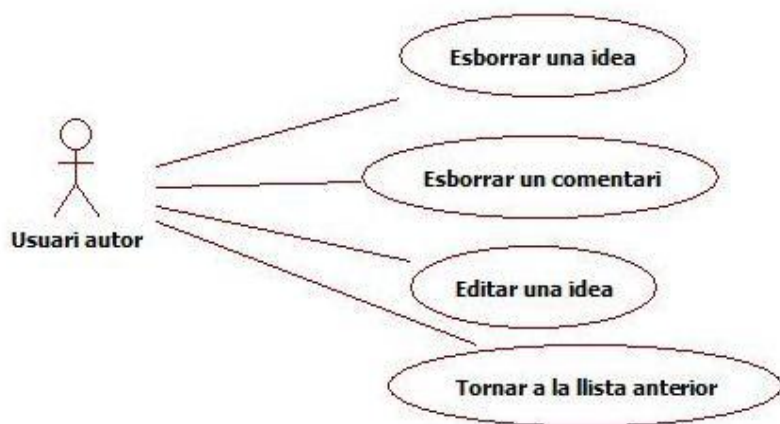 Esborrar una idea
Esborrar un comentari
Usuari autor
Editar una idea
Tornar a la llista anterior